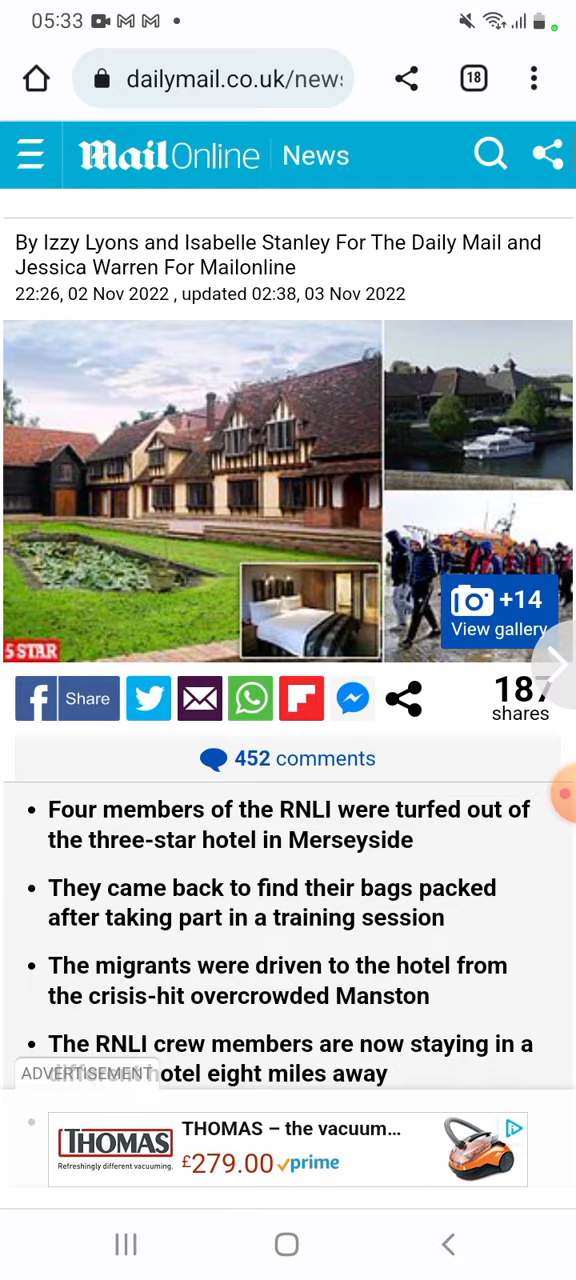 05:33
dailymail.co.uk/news
18
Mail Online News
By Izzy Lyons and Isabelle Stanley For The Daily Mail and
Jessica Warren For Mailonline
22:26, 02 Nov 2022 , updated 02:38, 03 Nov 2022
5 STAR
+14
View gallery
Share
187
shares
452 comments
• Four members of the RNLI were turfed out of
the three-star hotel in Merseyside
• They came back to find their bags packed
after taking part in a training session
• The migrants were driven to the hotel from
the crisis-hit overcrowded Manston
• The RNLI crew members are now staying in a
different hotel eight miles away
ADVERTISEMENT
THOMAS
Refreshingly different vacuuming.
THOMAS – the vacuum...
£279.00 prime